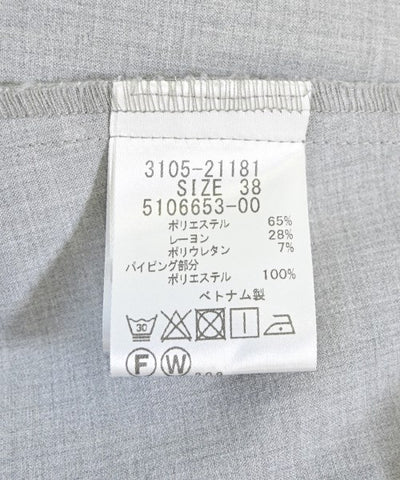 3105-21181
SIZE 38
5106653-00
ポリエステル 65%
レーヨン 28%
ポリウレタン 7%
パイピング部分
ポリエステル 100%
ベトナム製
30
F W